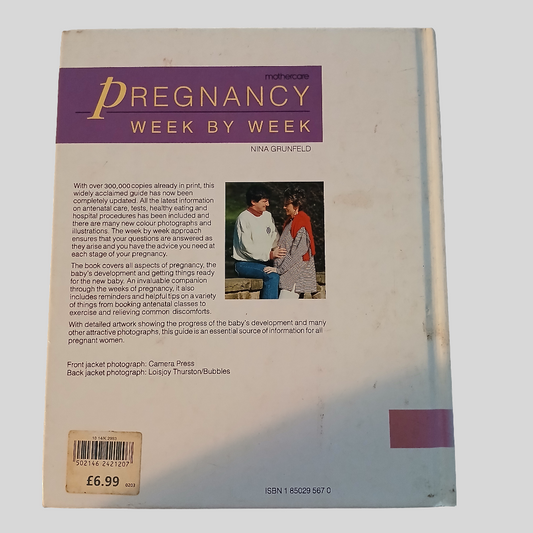 mothercare
PREGNANCY
WEEK BY WEEK
NINA GRUNFELD
With over 300,000 copies already in print, this
widely acclaimed guide has now been
completely updated. All the latest information
on antenatal care, tests, healthy eating and
hospital procedures has been included and
there are many new colour photographs and
illustrations. The week by week approach
ensures that your questions are answered as
they arise and you have the advice you need at
each stage of your pregnancy.
The book covers all aspects of pregnancy, the
baby's development and getting things ready
for the new baby. An invaluable companion
through the weeks of pregnancy, it also
includes reminders and helpful tips on a variety
of things from booking antenatal classes to
exercise and relieving common discomforts.
With detailed artwork showing the progress of the baby's development and many
other attractive photographs, this guide is an essential source of information for all
pregnant women.
Front jacket photograph: Camera Press
Back jacket photograph: Loisjoy Thurston/Bubbles
502146 2421207
£6.99
ISBN 1 85029 567 0